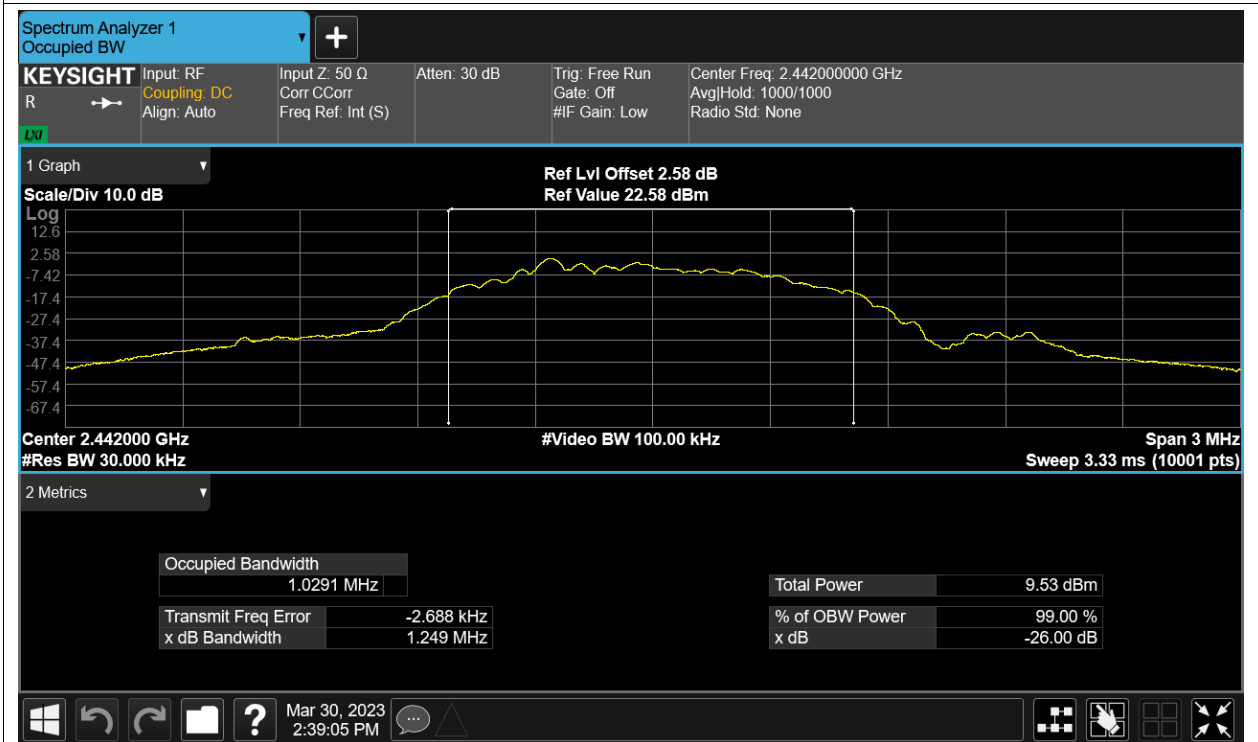 Spectrum Analyzer 1
Occupied BW
KEYSIGHT
R
LXI
Input: RF
Coupling: DC
Align: Auto
Input Z: 50 Ω
Corr CCorr
Freq Ref: Int (S)
Atten: 30 dB
Trig: Free Run
Gate: Off
#IF Gain: Low
Center Freq: 2.442000000 GHz
Avg|Hold: 1000/1000
Radio Std: None
1 Graph
Scale/Div 10.0 dB
Ref Lvl Offset 2.58 dB
Ref Value 22.58 dBm
Log
12.6
2.58
-7.42
-17.4
-27.4
-37.4
-47.4
-57.4
-67.4
Center 2.442000 GHz
#Video BW 100.00 kHz
Span 3 MHz
#Res BW 30.000 kHz
Sweep 3.33 ms (10001 pts)
2 Metrics
Occupied Bandwidth
1.0291 MHz
Total Power 9.53 dBm
Transmit Freq Error -2.688 kHz
% of OBW Power 99.00 %
x dB Bandwidth 1.249 MHz
x dB -26.00 dB
?
Mar 30, 2023
2:39:05 PM